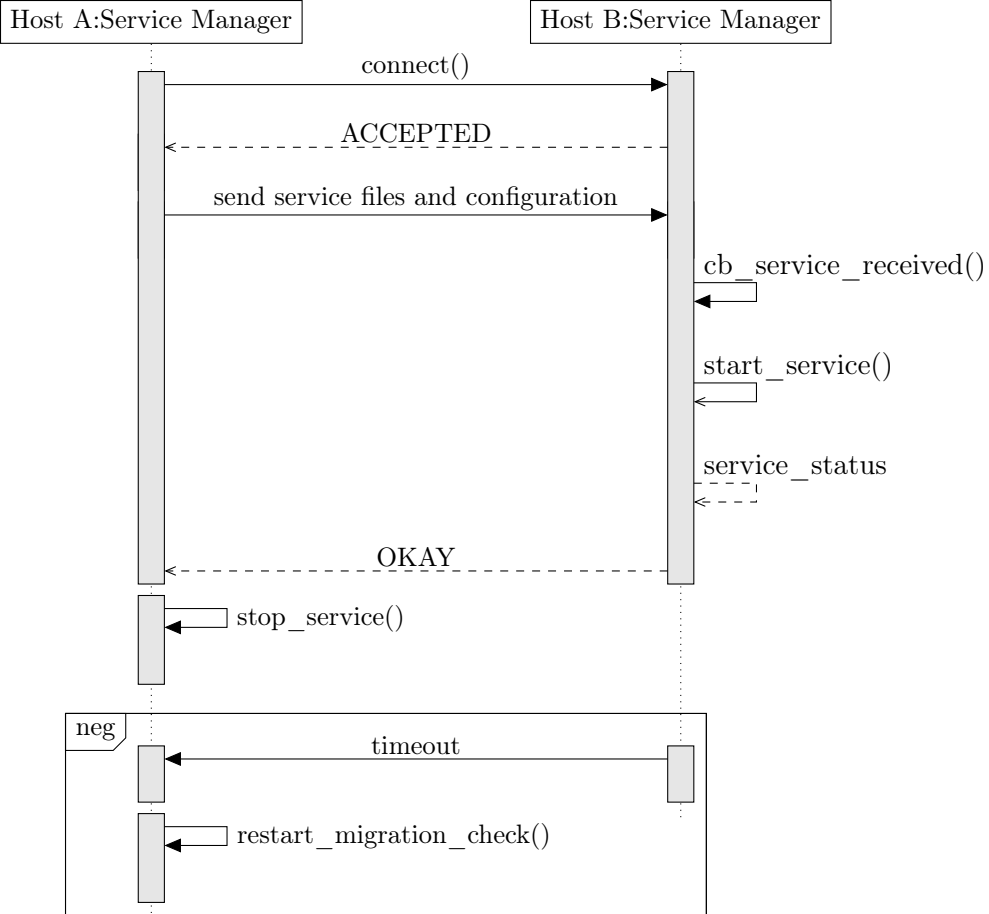 Host A:Service Manager
Host B:Service Manager
connect()
ACCEPTED
send service files and configuration
cb_service_received()
start_service()
service_status
OKAY
stop_service()
neg
timeout
restart_migration_check()